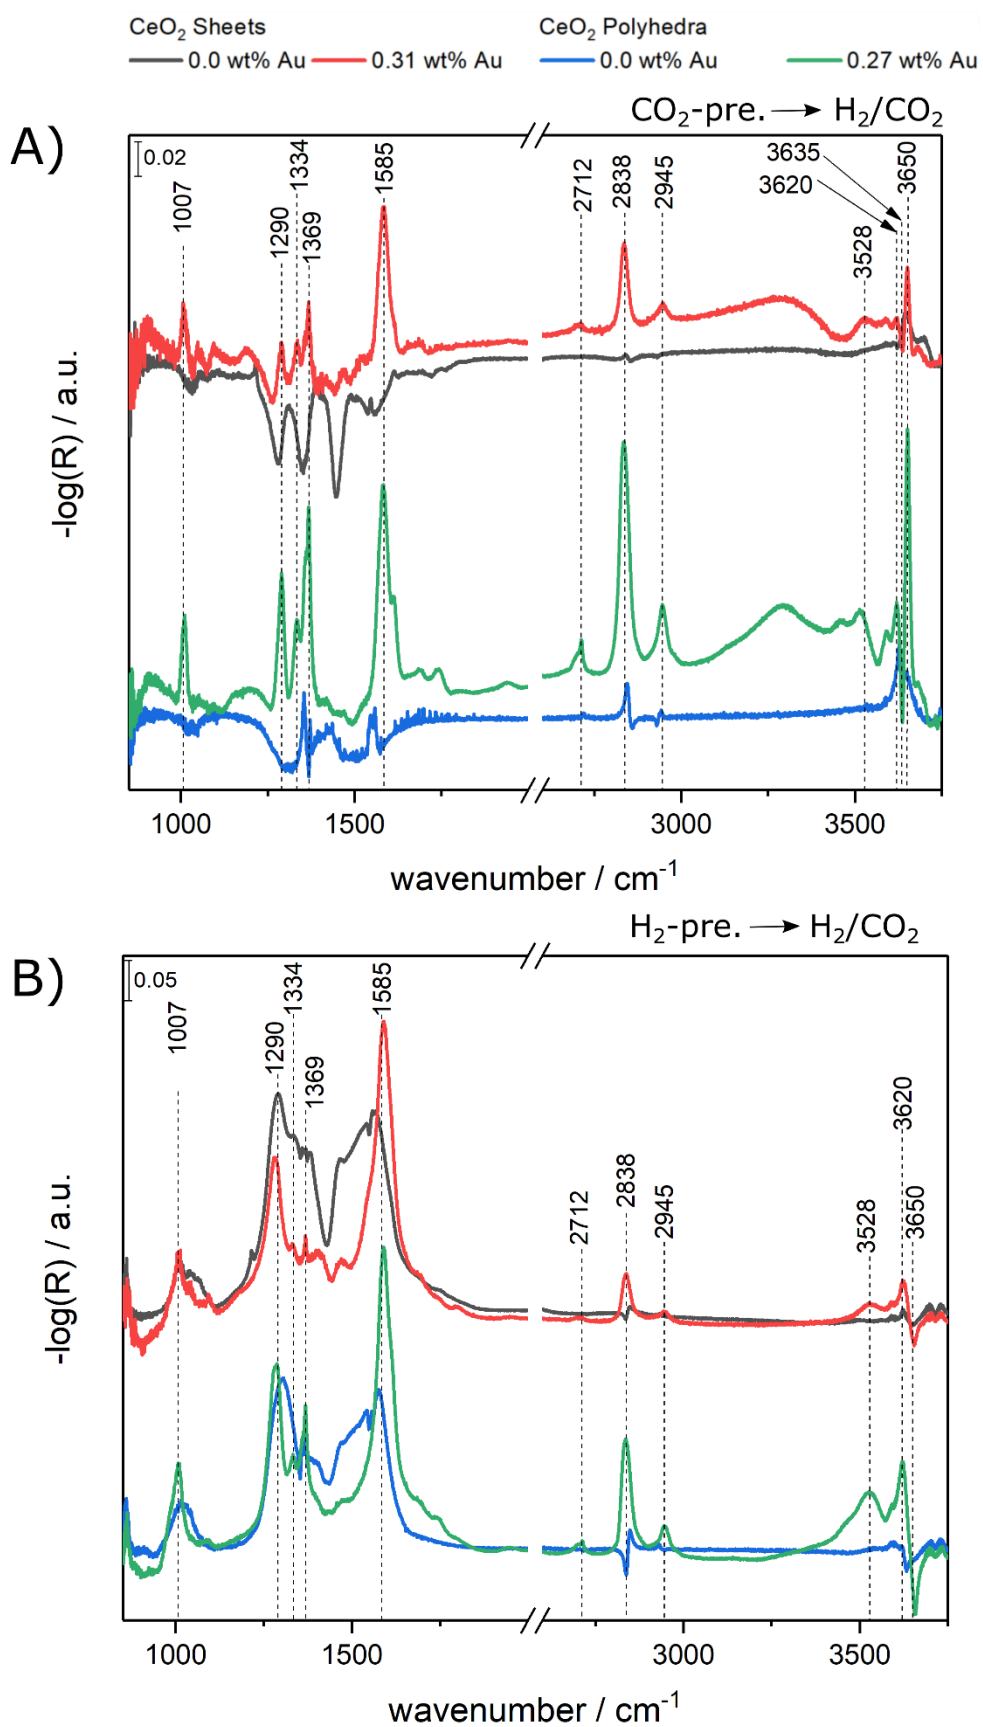 CeO2 Sheets CeO2 Polyhedra
0.0 wt% Au 0.31 wt% Au 0.0 wt% Au 0.27 wt% Au
A)
CO2-pre. → H2/CO2
0.02
1007
1290
1334
1369
1585
2712
2838
2945
3528
3620
3635
3650
-log(R) / a.u.
1000 1500 3000 3500
wavenumber / cm-1
B)
H2-pre. → H2/CO2
0.05
1007
1290
1334
1369
1585
2712
2838
2945
3528
3620
3650
-log(R) / a.u.
1000 1500 3000 3500
wavenumber / cm-1